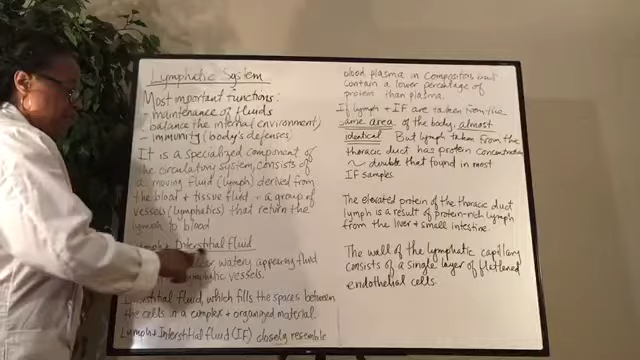 Lymphatic System
Most important functions:
maintenance of fluids
balance the internal environment)
- immunity (body's defenses)
It is a specialized component of
the circulatory system, consists of
a moving fluid (lymph) derived from
the blood + tissue fluid + a group of
vessels (lymphatics) that return the
lymph to blood
Interstitial Fluid
watery, appearing fluid
vessels.
Interstitial fluid, which fills the spaces between
the cells in a complex + organized material
Lymph + Interstitial fluid (IF) closely resemble
blood plasma in composition but
contain a lower percentage of
protein than plasma.
If lymph + IF are taken from the
same area of the body, almost
identical But lymph taken from the
thoracic duct has protein concentration
~ double that found in most
IF samples.
The elevated protein of the thoracic duct
lymph is a result of protein-rich lymph
from the liver + small intestine.
The wall of the lymphatic capillary
consists of a single layer of flattened
endothelial cells.